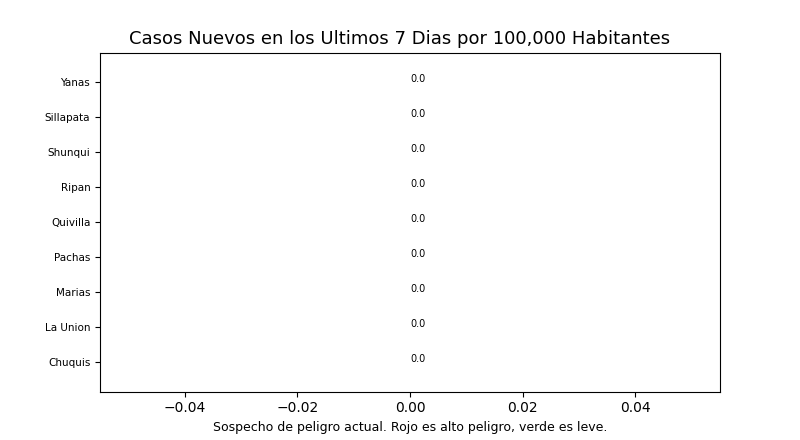 Casos Nuevos en los Ultimos 7 Dias por 100,000 Habitantes
Yanas 0.0
Sillapata 0.0
Shunqui 0.0
Ripan 0.0
Quivilla 0.0
Pachas 0.0
Marias 0.0
La Union 0.0
Chuquis 0.0
−0.04 −0.02 0.00 0.02 0.04
Sospecho de peligro actual. Rojo es alto peligro, verde es leve.